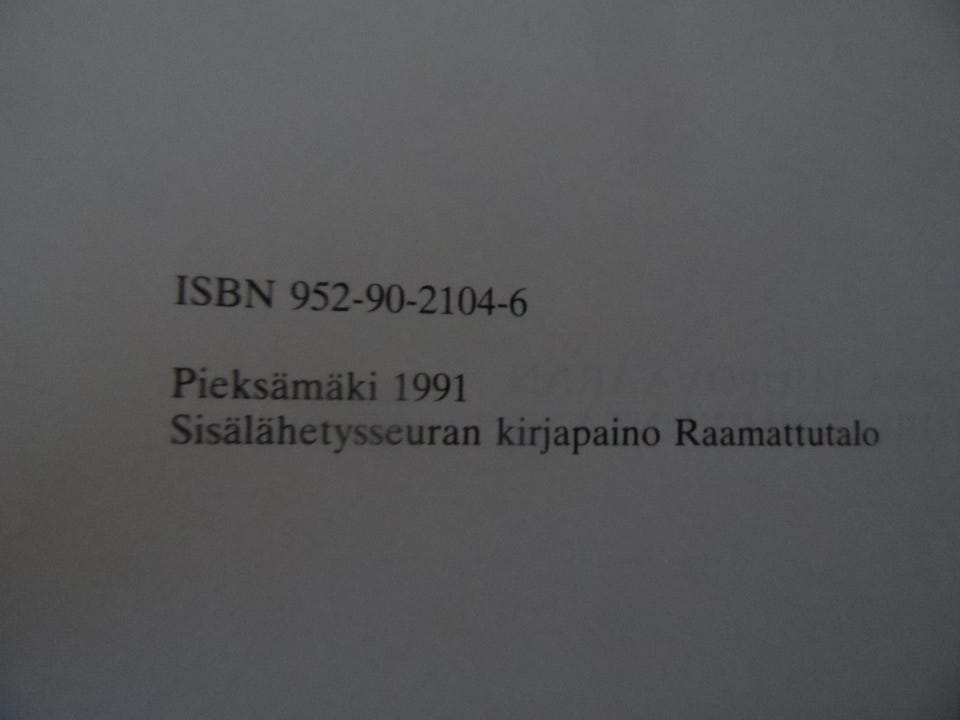 ISBN 952-90-2104-6
Pieksämäki 1991
Sisälähetysseuran kirjapaino Raamattutalo